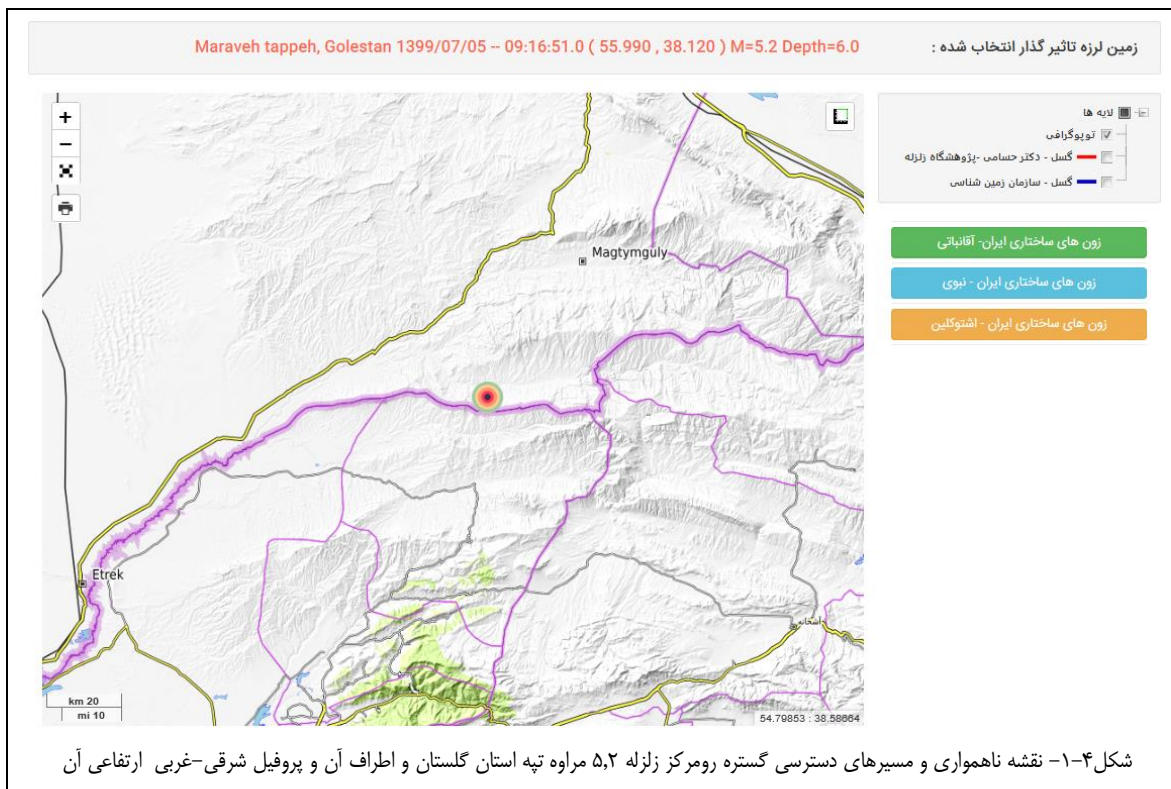 زمین لرزه تاثیر گذار انتخاب شده : Maraveh tappeh, Golestan 1399/07/05 -- 09:16:51.0 ( 55.990 , 38.120 ) M=5.2 Depth=6.0
لایه ها
توپوگرافی
گسل - دکتر حسامی -پژوهشگاه زلزله
گسل - سازمان زمین شناسی
زون های ساختاری ایران- آقانباتی
زون های ساختاری ایران - نبوی
زون های ساختاری ایران - اشتوکلین
+
−
Magtymguly
Etrek
آشخانه
km 20
mi 10
54.79853 : 38.58664
شکل۴-۱- نقشه ناهمواری و مسیرهای دسترسی گستره رومرکز زلزله ۵,۲ مراوه تپه استان گلستان و اطراف آن و پروفیل شرقی-غربی ارتفاعی آن